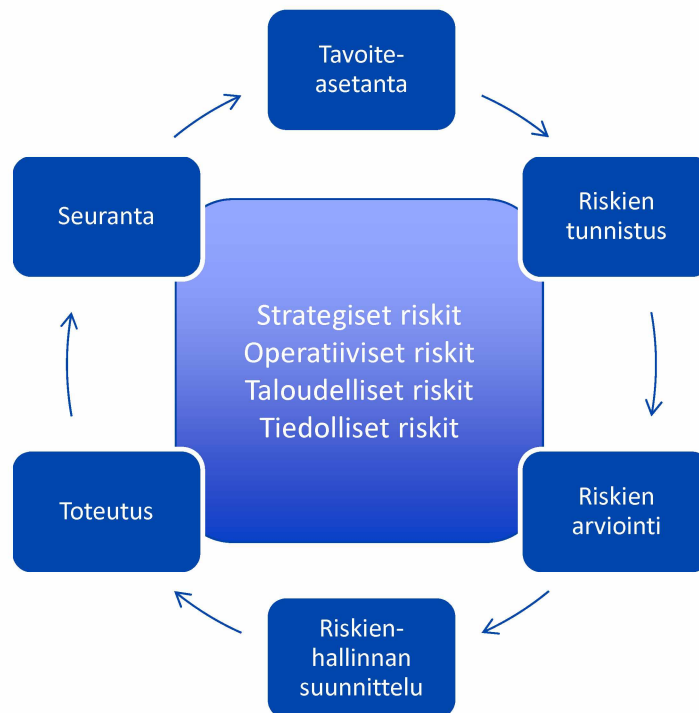 Tavoite-
asetanta
Riskien
tunnistus
Riskien
arviointi
Riskien-
hallinnan
suunnittelu
Toteutus
Seuranta
Strategiset riskit
Operatiiviset riskit
Taloudelliset riskit
Tiedolliset riskit